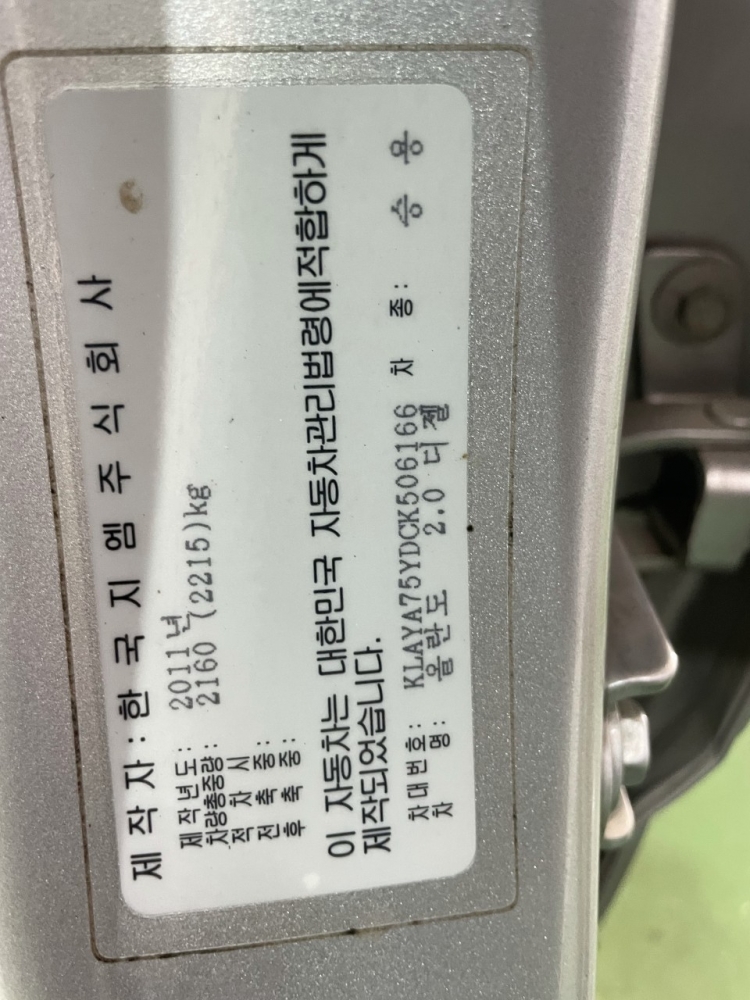 제 작 자 : 한 국 지 엠 주 식 회 사
제작년도 : 2011년
차량총중량 : 2160 (2215)kg
적 차 시
전 축 중 :
후 축 중 :
이 자동차는 대한민국 자동차관리법령에적합하게
제작되었습니다.
차대번호 : KLAYA75YDCK506166 차 종 : 승 용
차 명 : 올란도 2.0 디젤